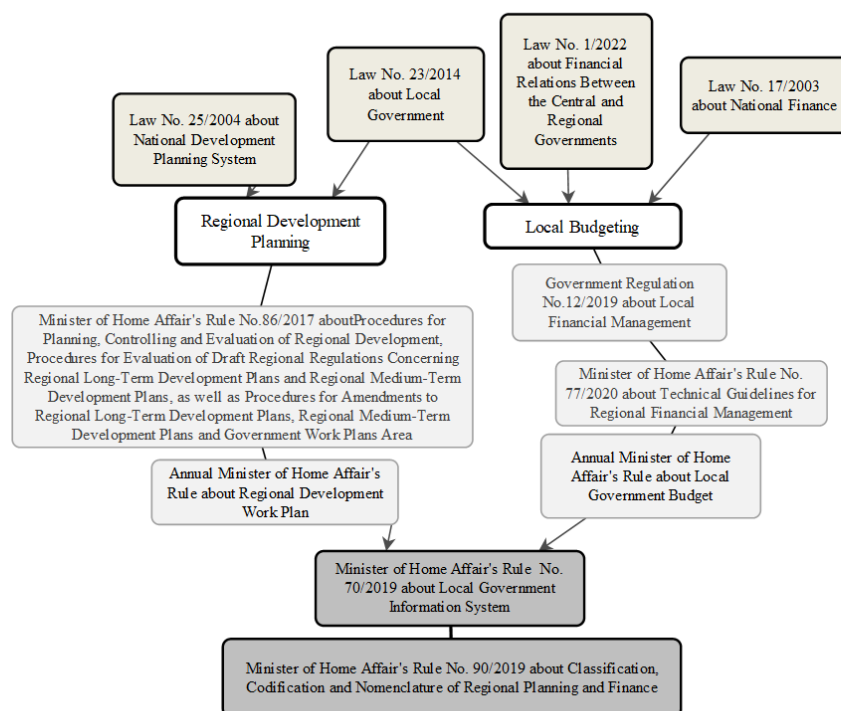 Law No. 25/2004 about
National Development
Planning System
Law No. 23/2014
about Local
Government
Law No. 1/2022
about Financial
Relations Between
the Central and
Regional
Governments
Law No. 17/2003
about National Finance
Regional Development
Planning
Local Budgeting
Government Regulation
No.12/2019 about Local
Financial Management
Minister of Home Affair's Rule No.86/2017 aboutProcedures for
Planning, Controlling and Evaluation of Regional Development,
Procedures for Evaluation of Draft Regional Regulations Concerning
Regional Long-Term Development Plans and Regional Medium-Term
Development Plans, as well as Procedures for Amendments to
Regional Long-Term Development Plans, Regional Medium-Term
Development Plans and Government Work Plans Area
Minister of Home Affair's Rule No.
77/2020 about Technical Guidelines for
Regional Financial Management
Annual Minister of Home Affair's
Rule about Regional Development
Work Plan
Annual Minister of Home
Affair's Rule about Local
Government Budget
Minister of Home Affair's Rule No.
70/2019 about Local Government
Information System
Minister of Home Affair's Rule No. 90/2019 about Classification,
Codification and Nomenclature of Regional Planning and Finance